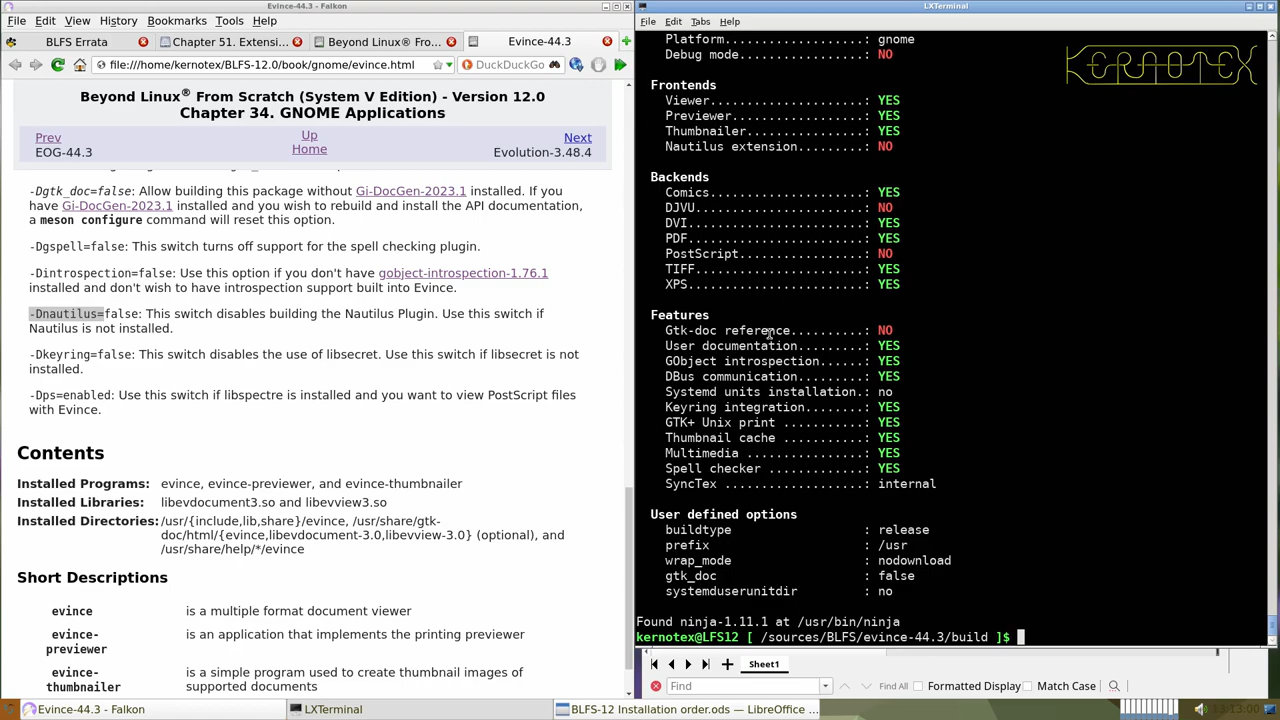 Evince-44.3 - Falkon
File Edit View History Bookmarks Tools Help
BLFS Errata
Chapter 51. Extensi...
Beyond Linux® Fro...
Evince-44.3
file:///home/kernotex/BLFS-12.0/book/gnome/evince.html
DuckDuckGo
Beyond Linux® From Scratch (System V Edition) - Version 12.0
Chapter 34. GNOME Applications
Prev Up Next
EOG-44.3 Home Evolution-3.48.4
-Dgtk_doc=false: Allow building this package without Gi-DocGen-2023.1 installed. If you
have Gi-DocGen-2023.1 installed and you wish to rebuild and install the API documentation,
a meson configure command will reset this option.
-Dgspell=false: This switch turns off support for the spell checking plugin.
-Dintrospection=false: Use this option if you don't have gobject-introspection-1.76.1
installed and don't wish to have introspection support built into Evince.
-Dnautilus=false: This switch disables building the Nautilus Plugin. Use this switch if
Nautilus is not installed.
-Dkeyring=false: This switch disables the use of libsecret. Use this switch if libsecret is not
installed.
-Dps=enabled: Use this switch if libspectre is installed and you want to view PostScript files
with Evince.
Contents
Installed Programs: evince, evince-previewer, and evince-thumbnailer
Installed Libraries: libevdocument3.so and libevview3.so
Installed Directories: /usr/{include,lib,share}/evince, /usr/share/gtk-
doc/html/{evince,libevdocument-3.0,libevview-3.0} (optional), and
/usr/share/help/*/evince
Short Descriptions
evince is a multiple format document viewer
evince- is an application that implements the printing previewer
previewer
evince- is a simple program used to create thumbnail images of
thumbnailer supported documents
LXTerminal
File Edit Tabs Help
KERNOTEX
Platform.....................: gnome
Debug mode...................: NO
Frontends
Viewer.......................: YES
Previewer....................: YES
Thumbnailer..................: YES
Nautilus extension...........: NO
Backends
Comics.......................: YES
DJVU.........................: NO
DVI..........................: YES
PDF..........................: YES
PostScript...................: NO
TIFF.........................: YES
XPS..........................: YES
Features
Gtk-doc reference............: NO
User documentation...........: YES
GObject introspection........: YES
DBus communication...........: YES
Systemd units installation...: no
Keyring integration..........: YES
GTK+ Unix print .............: YES
Thumbnail cache .............: YES
Multimedia ..................: YES
Spell checker ...............: YES
SyncTex .....................: internal
User defined options
buildtype : release
prefix : /usr
wrap_mode : nodownload
gtk_doc : false
systemduserunitdir : no
Found ninja-1.11.1 at /usr/bin/ninja
kernotex@LFS12 [ /sources/BLFS/evince-44.3/build ]$
Sheet1
Find Find All Formatted Display Match Case
Evince-44.3 - Falkon LXTerminal BLFS-12 Installation order.ods — LibreOffice ... 13:13:00